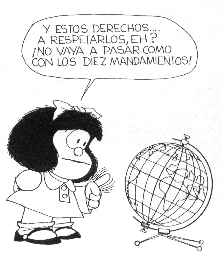 Y ESTOS DERECHOS....
A RESPETARLOS, EH?
¡NO VAYA A PASAR COMO
CON LOS DIEZ MANDAMIENTOS!